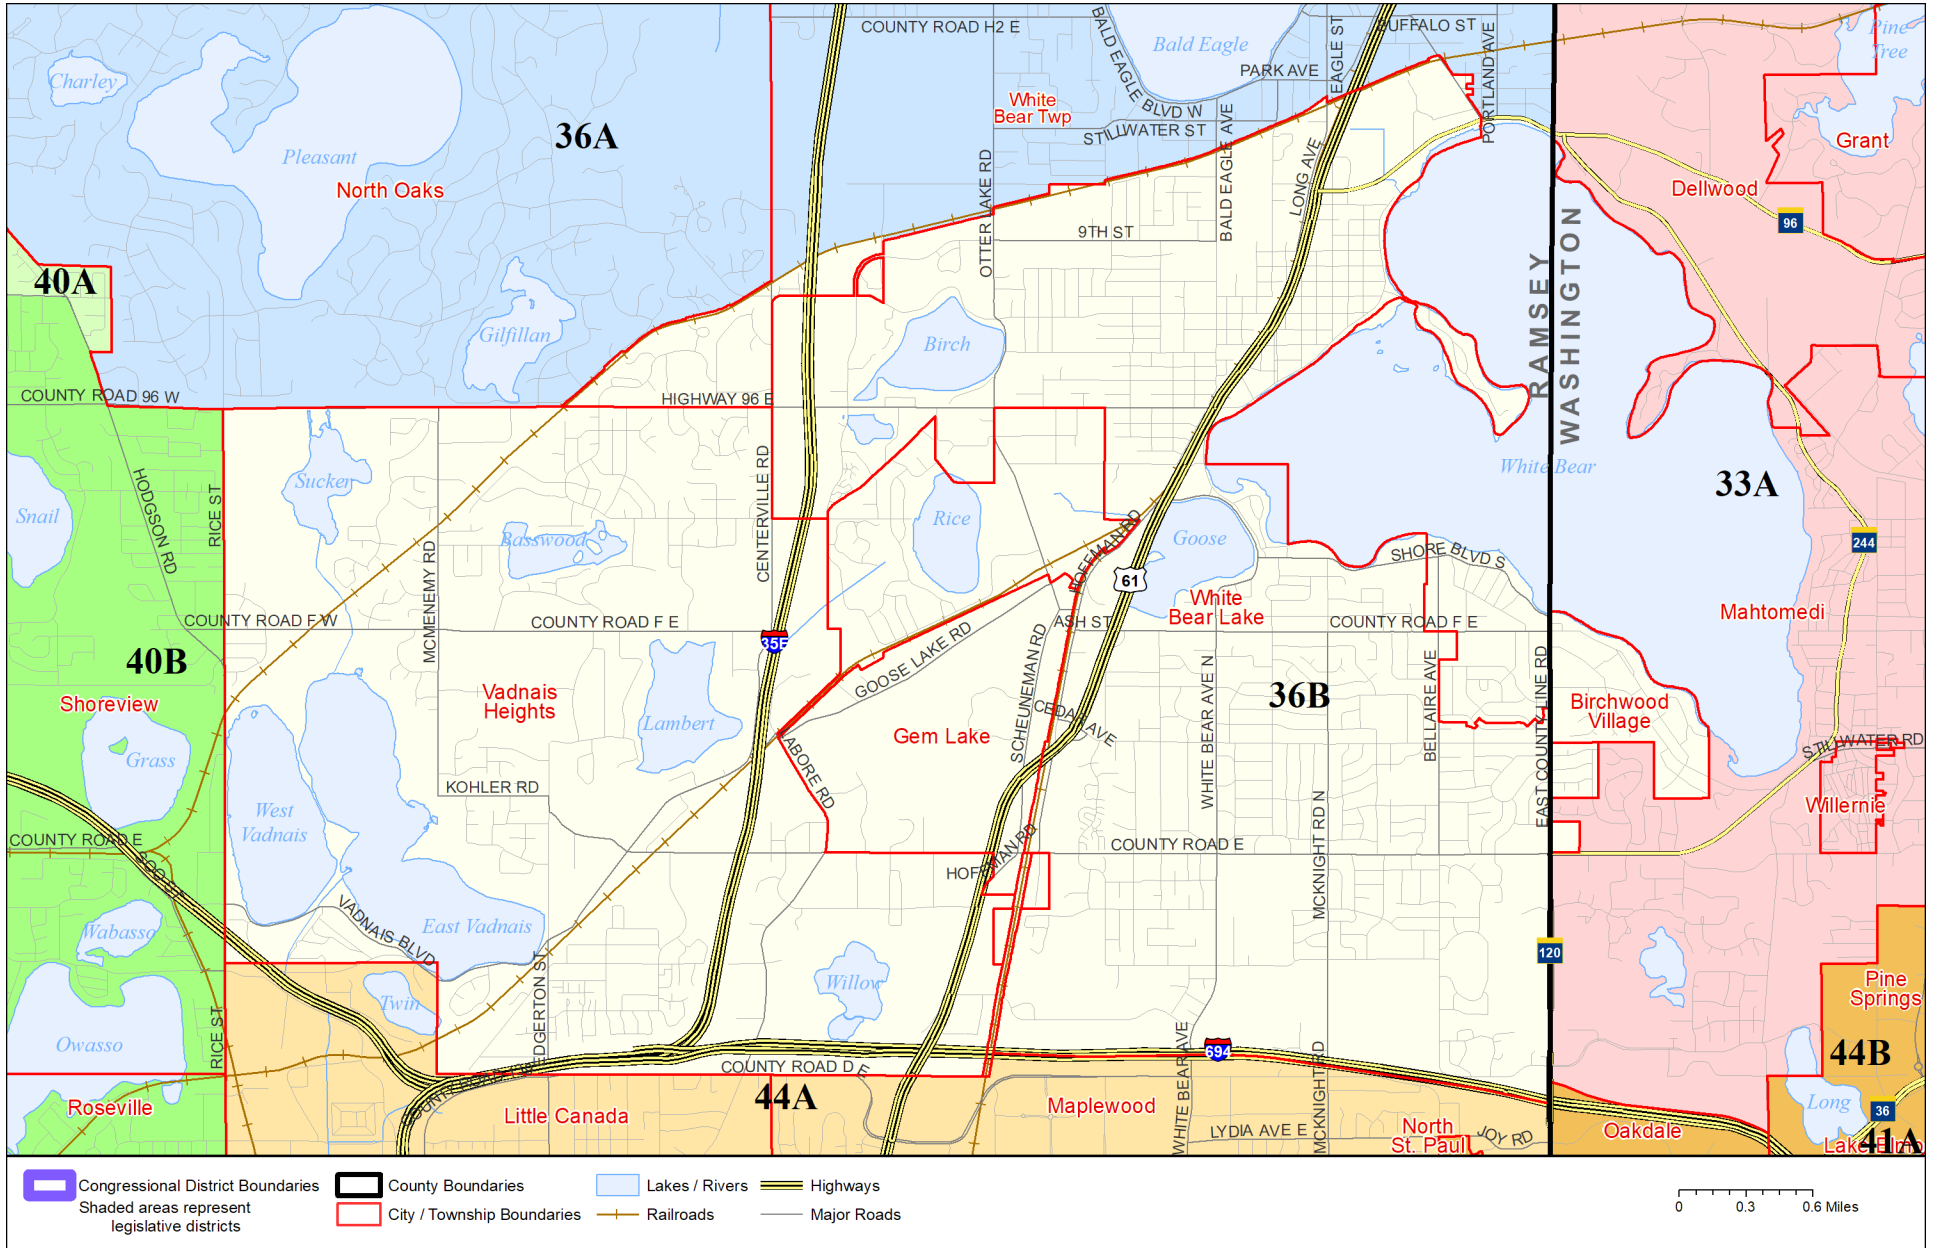 COUNTY ROAD H2 E
BALD EAGLE BLVD W
Bald Eagle
EAGLE ST
BUFFALO ST
PORTLAND AVE
Pine
Tree
PARK AVE
Charley
White
Bear Twp
36A
STILLWATER ST
BALD EAGLE AVE
Pleasant
Grant
North Oaks
LONG AVE
Dellwood
96
OTTER LAKE RD
9TH ST
RAMSEY
WASHINGTON
40A
Gilfillan
Birch
COUNTY ROAD 96 W
HIGHWAY 96 E
White Bear
33A
HODGSON RD
RICE ST
Sucker
CENTERVILLE RD
Snail
Basswood
Rice
HOFFMAN RD
Goose
SHORE BLVD S
244
MCMENEMY RD
61
White
Bear Lake
Mahtomedi
COUNTY ROAD F W
COUNTY ROAD F E
ASH ST
COUNTY ROAD F E
35E
40B
GOOSE LAKE RD
SCHEUNEMAN RD
WHITE BEAR AVE N
BELLAIRE AVE
EAST COUNTY LINE RD
Shoreview
Vadnais
Heights
36B
Birchwood
Village
Lambert
Gem Lake
CEDAR AVE
STILLWATER RD
Grass
LABORE RD
KOHLER RD
West
Vadnais
Willernie
COUNTY ROAD E
SOO ST
COUNTY ROAD E
HOFFMAN RD
MCKNIGHT RD N
VADNAIS BLVD
East Vadnais
Wabasso
120
EDGERTON ST
Willow
Pine
Springs
Twin
RICE ST
Owasso
694
WHITE BEAR AVE
MCKNIGHT RD
44B
COUNTY ROAD D E
44A
Long
36
Roseville
Little Canada
Maplewood
North
St. Paul
LYDIA AVE E
JOY RD
Oakdale
Lake Elmo
41A
Congressional District Boundaries
Shaded areas represent
legislative districts
County Boundaries
City / Township Boundaries
Lakes / Rivers
Railroads
Highways
Major Roads
0 0.3 0.6 Miles